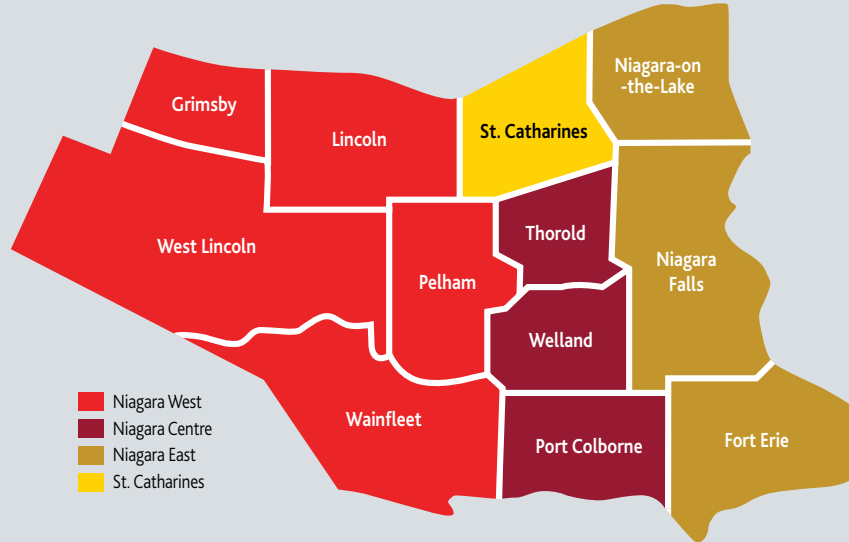 Niagara-on
-the-Lake
Grimsby
Lincoln
St. Catharines
West Lincoln
Thorold
Pelham
Niagara
Falls
Welland
Wainfleet
Port Colborne
Fort Erie
Niagara West
Niagara Centre
Niagara East
St. Catharines